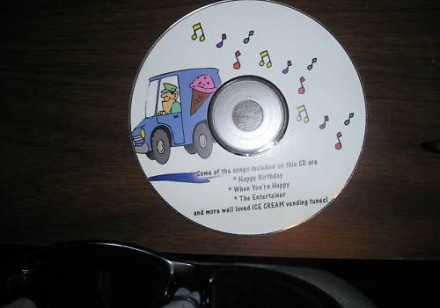 Some of the songs included on this CD are
* Happy Birthday
* When You're Happy
* The Entertainer
and more well loved ICE CREAM vending tunes!